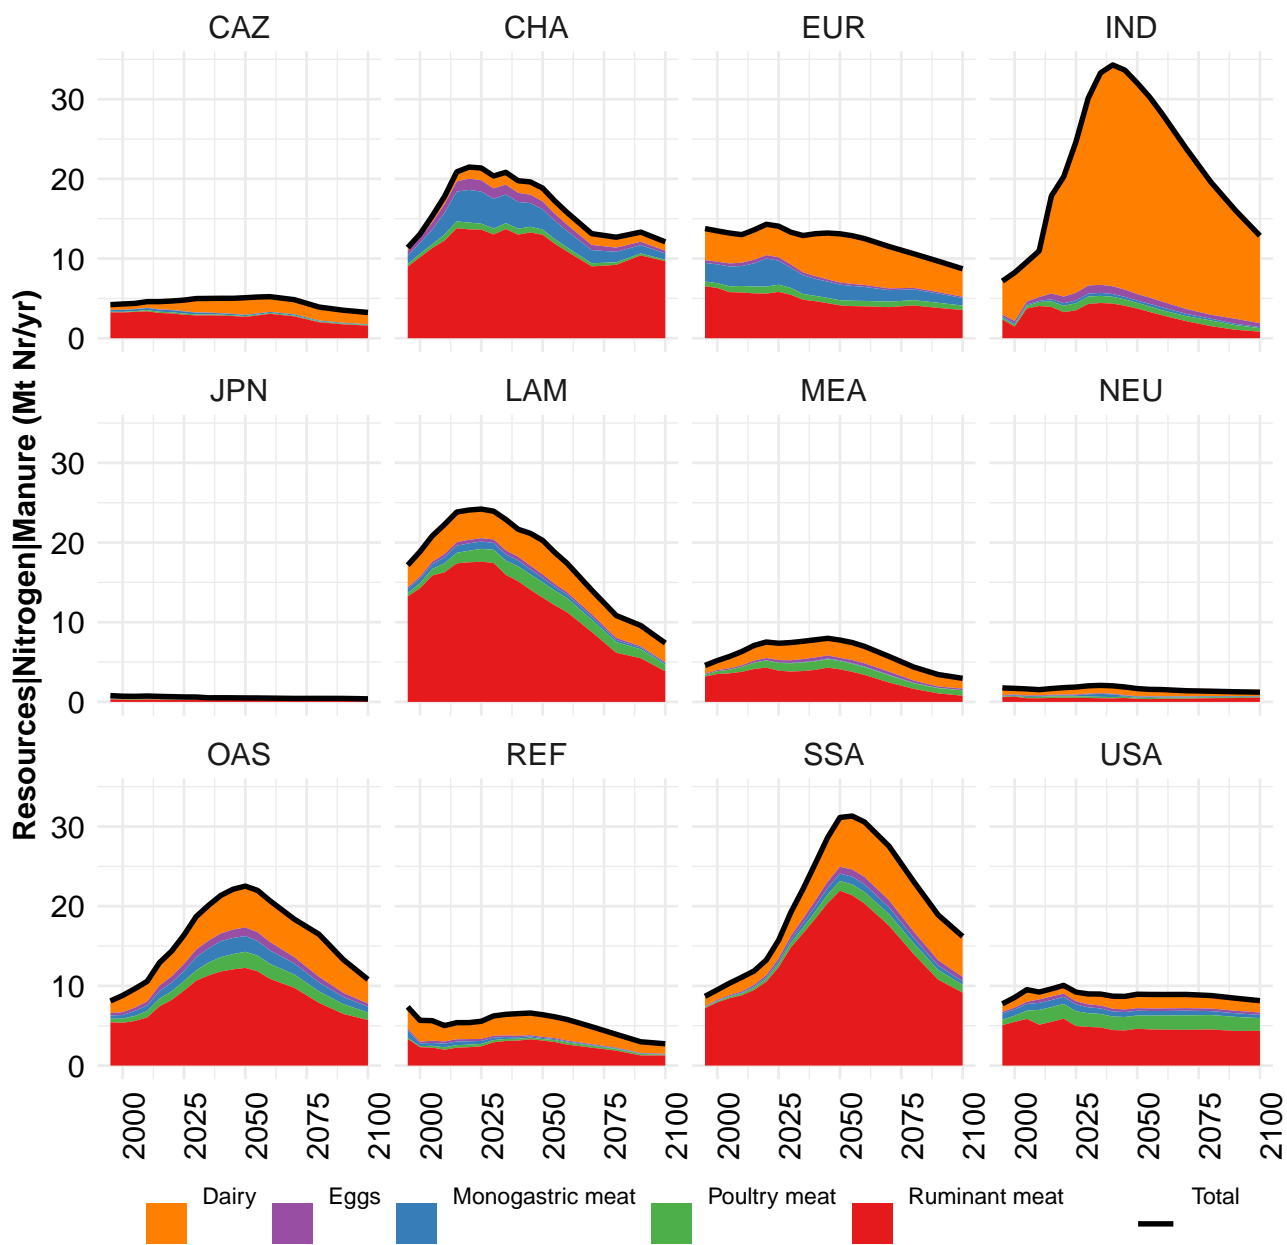 CAZ CHA EUR IND
30
20
10
0
JPN LAM MEA NEU
30
20
10
0
OAS REF SSA USA
30
20
10
0
Resources|Nitrogen|Manure (Mt Nr/yr)
2000 2025 2050 2075 2100 2000 2025 2050 2075 2100 2000 2025 2050 2075 2100 2000 2025 2050 2075 2100
Dairy Eggs Monogastric meat Poultry meat Ruminant meat Total